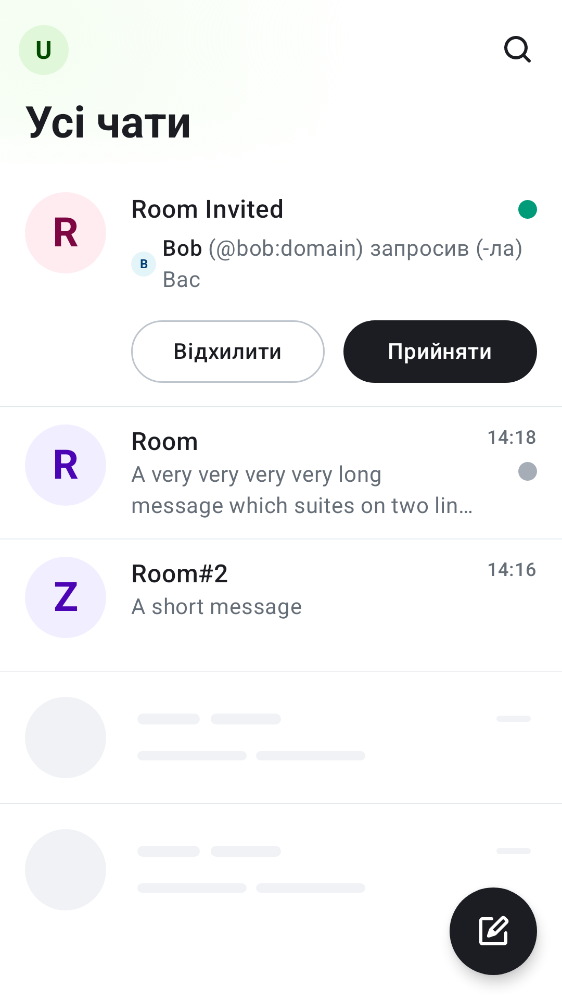 U
Усі чати
R
Room Invited
B
Bob (@bob:domain) запросив (-ла)
Вас
Відхилити
Прийняти
R
Room
14:18
A very very very very long
message which suites on two lin…
Z
Room#2
14:16
A short message